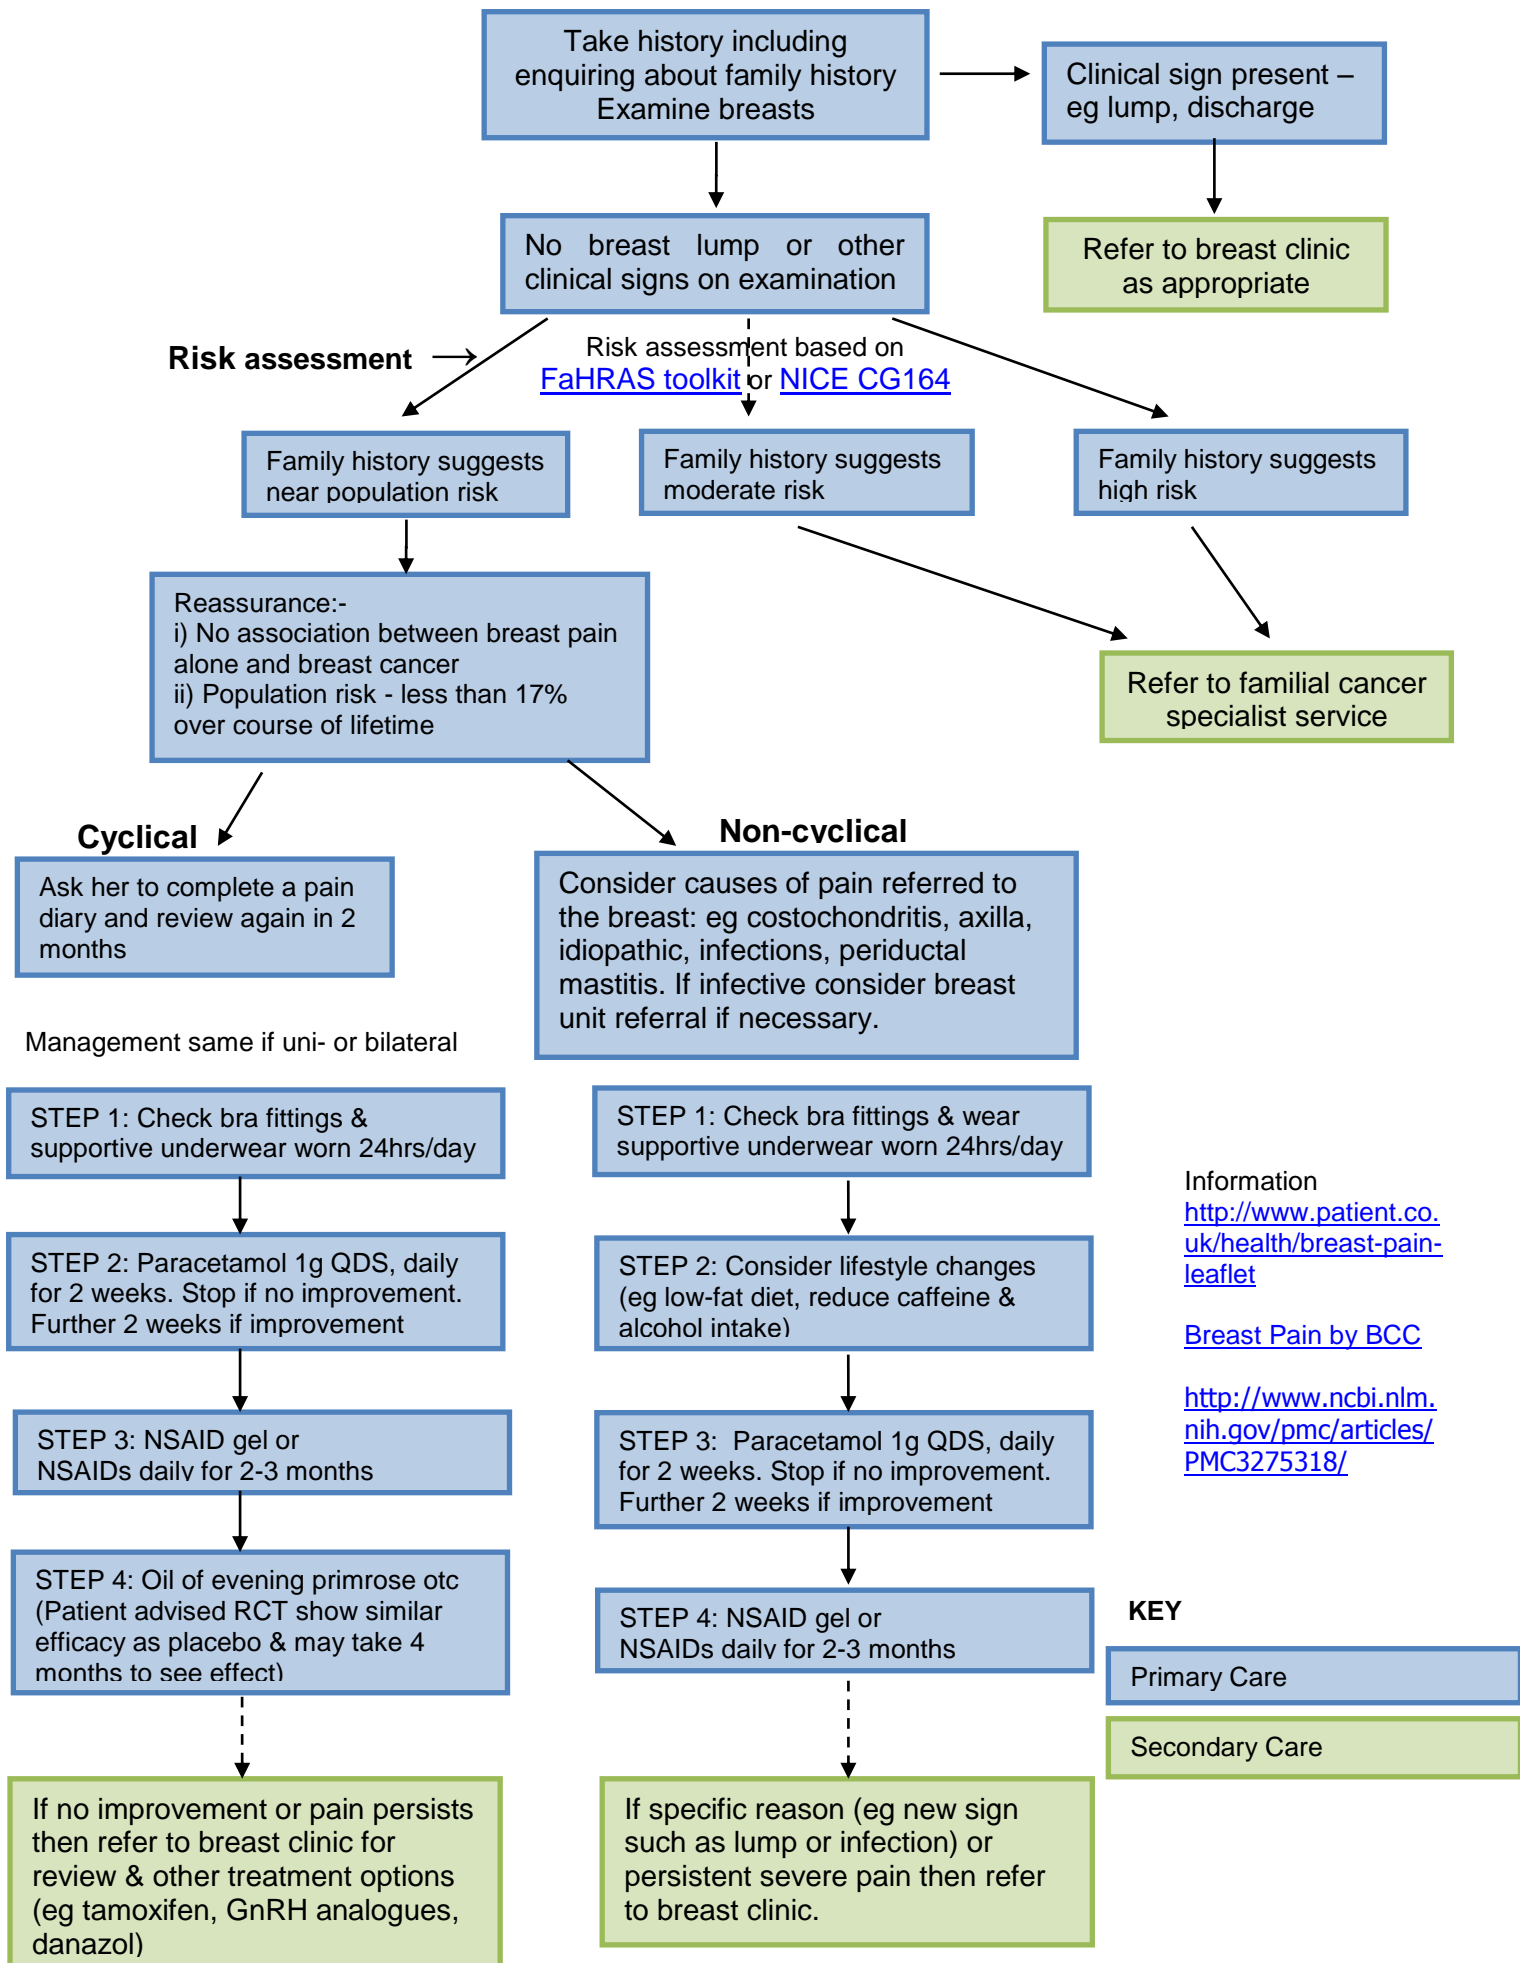 Take history including
enquiring about family history
Examine breasts
Clinical sign present –
eg lump, discharge
No breast lump or other
clinical signs on examination
Refer to breast clinic
as appropriate
Risk assessment →
Risk assessment based on
FaHRAS toolkit or NICE CG164
Family history suggests
near population risk
Family history suggests
moderate risk
Family history suggests
high risk
Reassurance:-
i) No association between breast pain
alone and breast cancer
ii) Population risk - less than 17%
over course of lifetime
Refer to familial cancer
specialist service
Cyclical
Ask her to complete a pain
diary and review again in 2
months
Non-cyclical
Consider causes of pain referred to
the breast: eg costochondritis, axilla,
idiopathic, infections, periductal
mastitis. If infective consider breast
unit referral if necessary.
Management same if uni- or bilateral
STEP 1: Check bra fittings &
supportive underwear worn 24hrs/day
STEP 2: Paracetamol 1g QDS, daily
for 2 weeks. Stop if no improvement.
Further 2 weeks if improvement
STEP 3: NSAID gel or
NSAIDs daily for 2-3 months
STEP 4: Oil of evening primrose otc
(Patient advised RCT show similar
efficacy as placebo & may take 4
months to see effect)
If no improvement or pain persists
then refer to breast clinic for
review & other treatment options
(eg tamoxifen, GnRH analogues,
danazol)
STEP 1: Check bra fittings & wear
supportive underwear worn 24hrs/day
STEP 2: Consider lifestyle changes
(eg low-fat diet, reduce caffeine &
alcohol intake)
STEP 3: Paracetamol 1g QDS, daily
for 2 weeks. Stop if no improvement.
Further 2 weeks if improvement
STEP 4: NSAID gel or
NSAIDs daily for 2-3 months
If specific reason (eg new sign
such as lump or infection) or
persistent severe pain then refer
to breast clinic.
Information
http://www.patient.co.
uk/health/breast-pain-
leaflet
Breast Pain by BCC
http://www.ncbi.nlm.
nih.gov/pmc/articles/
PMC3275318/
KEY
Primary Care
Secondary Care